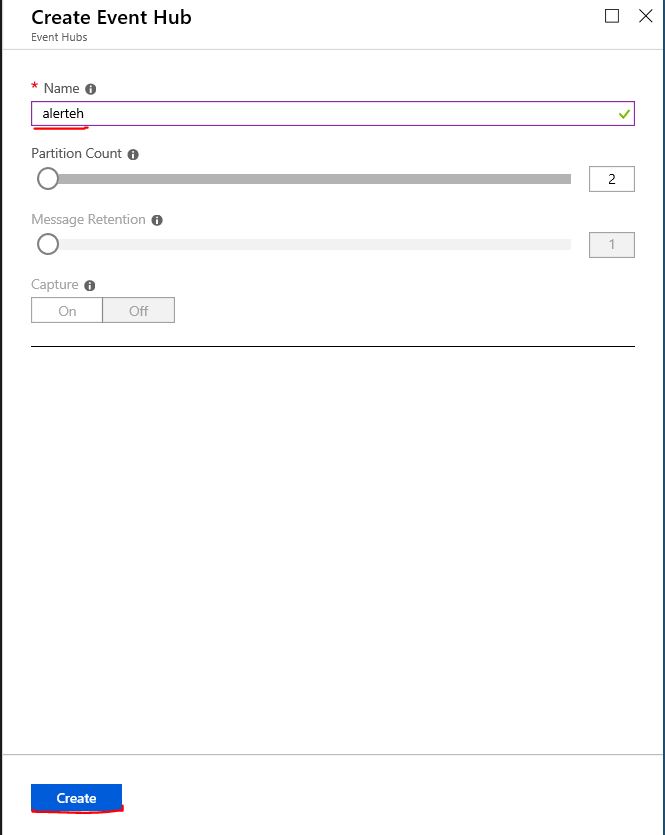 Create Event Hub
Event Hubs
* Name
alerteh
Partition Count
2
Message Retention
1
Capture
On Off
Create